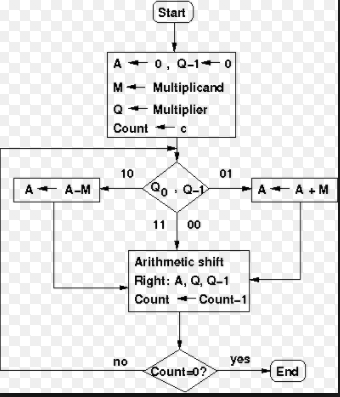 Start
A ← 0 , Q-1 ← 0
M ← Multiplicand
Q ← Multiplier
Count ← c
10
01
A ← A-M
Q0 , Q-1
A ← A + M
11 00
Arithmetic shift
Right: A, Q, Q-1
Count ← Count-1
no
yes
Count=0?
End